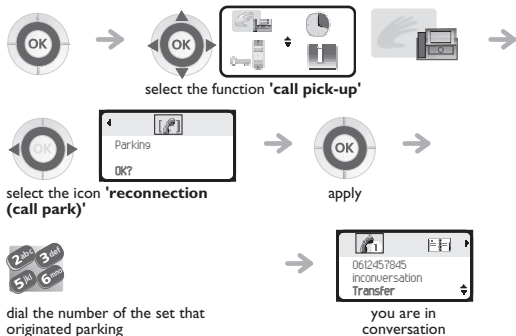 OK
OK
select the function 'call pick-up'
OK
Parking
OK?
OK
select the icon 'reconnection
(call park)'
apply
2abc 3def
5jkl 6mno
1
0612457845
inconversation
Transfer
dial the number of the set that
originated parking
you are in
conversation